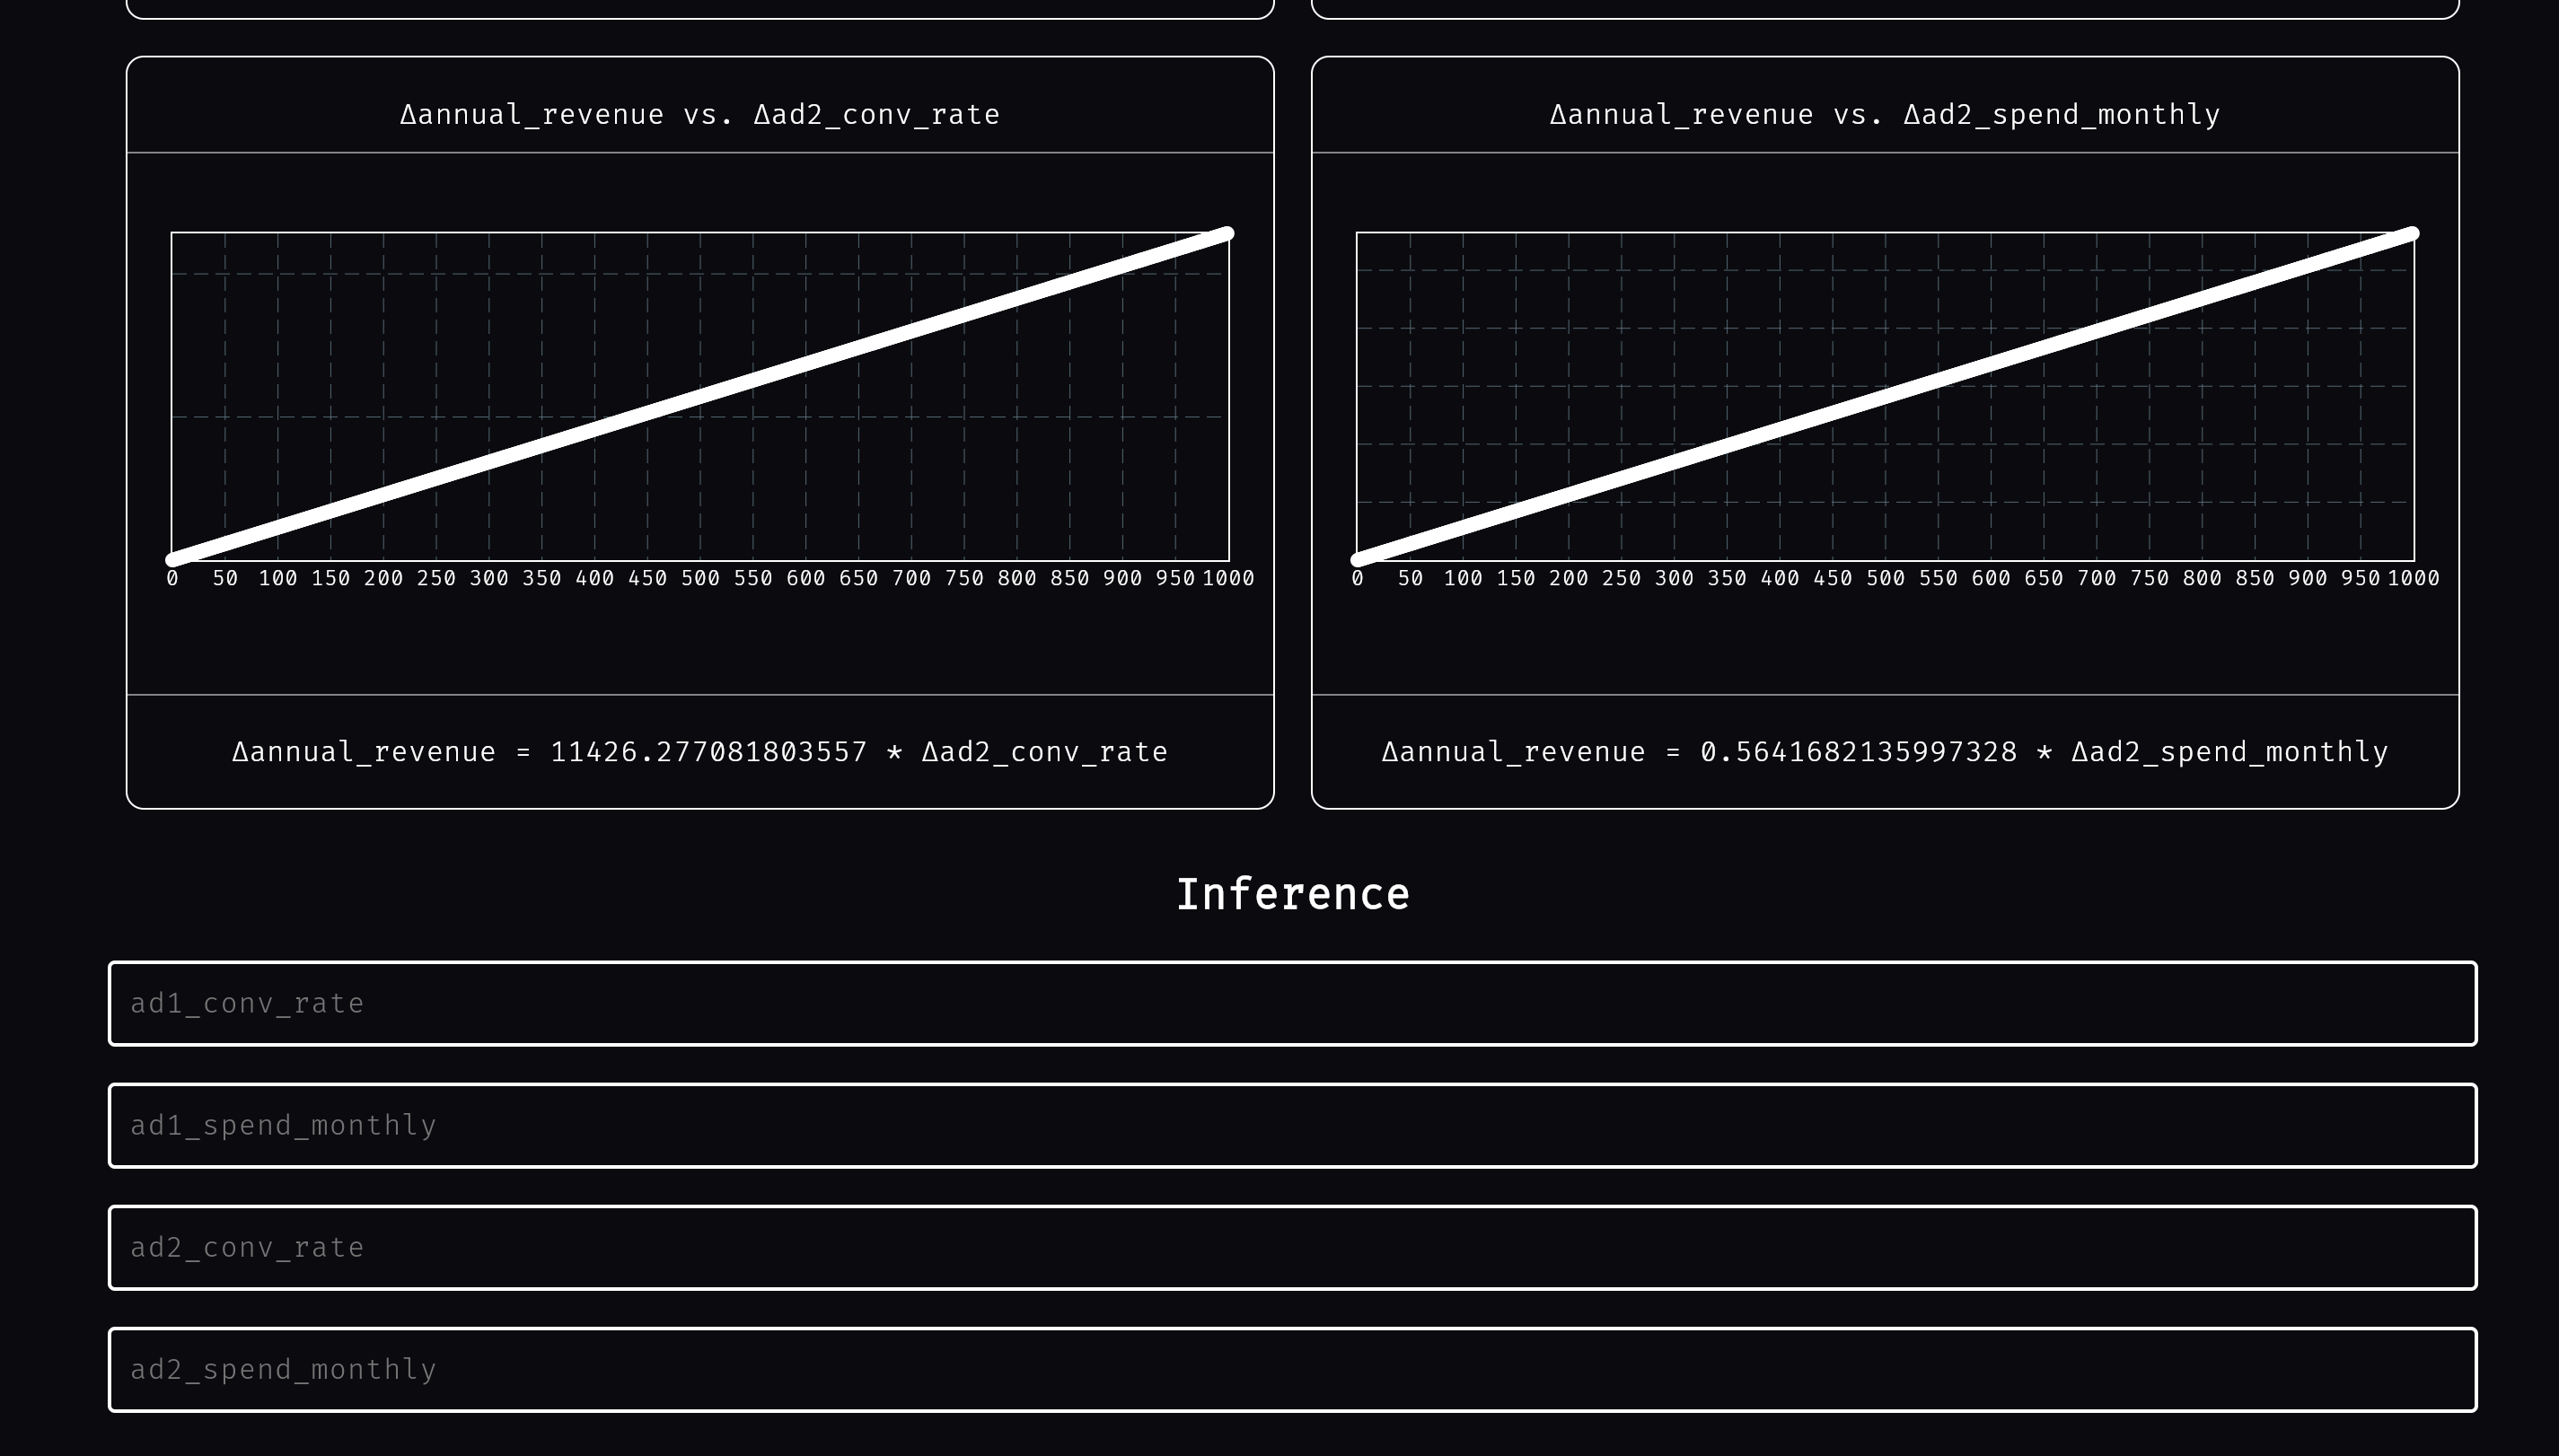 Δannual_revenue vs. Δad2_conv_rate
0 50 100 150 200 250 300 350 400 450 500 550 600 650 700 750 800 850 900 950 1000
Δannual_revenue = 11426.277081803557 * Δad2_conv_rate
Δannual_revenue vs. Δad2_spend_monthly
0 50 100 150 200 250 300 350 400 450 500 550 600 650 700 750 800 850 900 950 1000
Δannual_revenue = 0.5641682135997328 * Δad2_spend_monthly
Inference
ad1_conv_rate
ad1_spend_monthly
ad2_conv_rate
ad2_spend_monthly